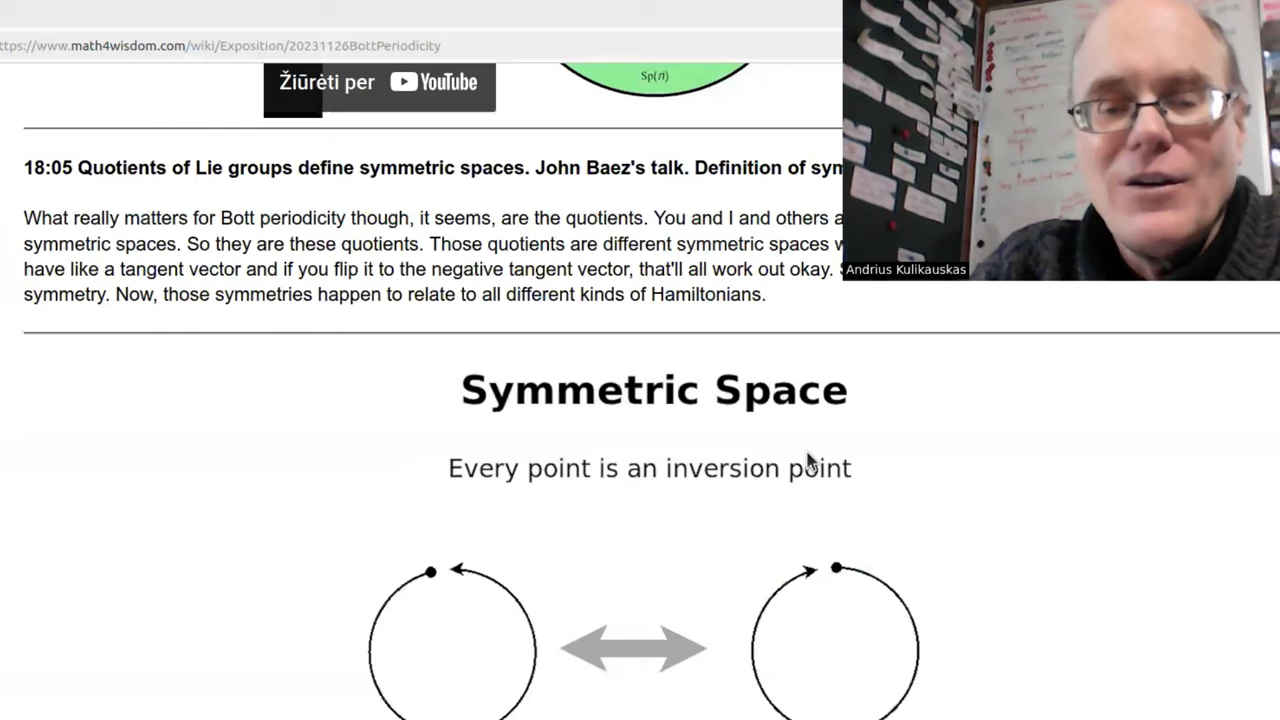 ttps://www.math4wisdom.com/wiki/Exposition/20231126BottPeriodicity
Žiūrėti per YouTube
Sp(n)
18:05 Quotients of Lie groups define symmetric spaces. John Baez's talk. Definition of sym
What really matters for Bott periodicity though, it seems, are the quotients. You and I and others a
symmetric spaces. So they are these quotients. Those quotients are different symmetric spaces w
have like a tangent vector and if you flip it to the negative tangent vector, that'll all work out okay.
symmetry. Now, those symmetries happen to relate to all different kinds of Hamiltonians.
Andrius Kulikauskas
Symmetric Space
Every point is an inversion point